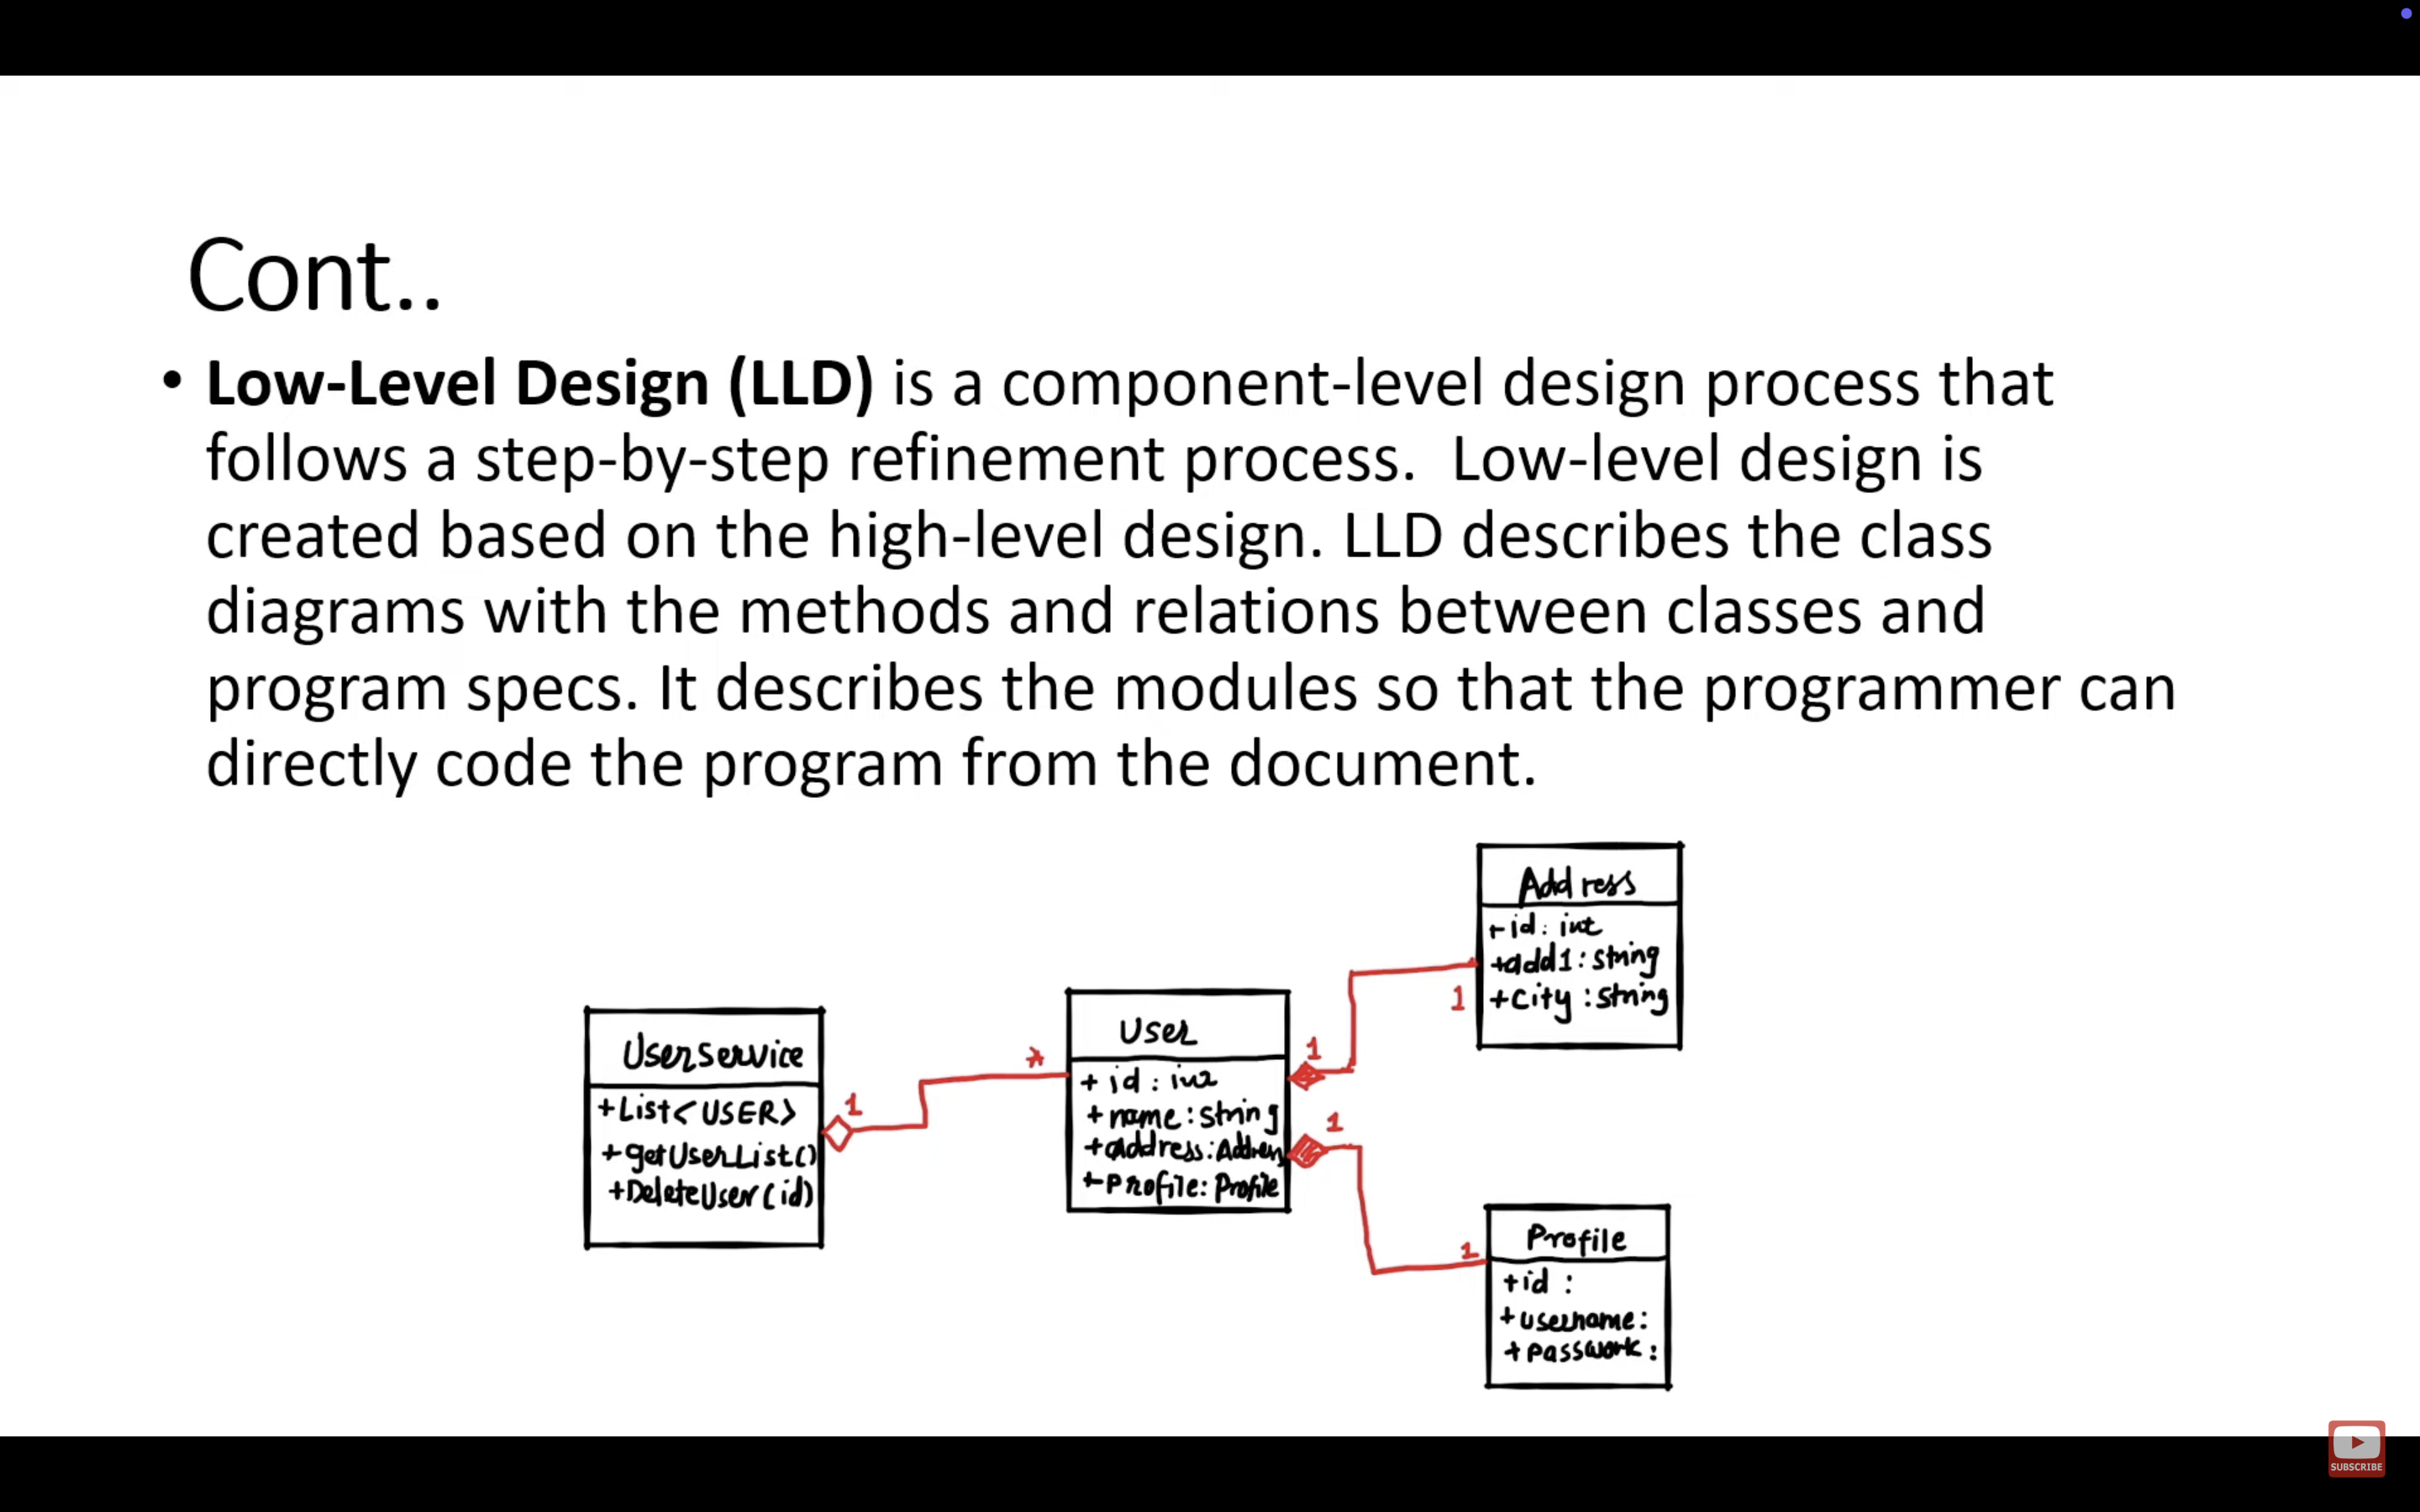 Cont..
• Low-Level Design (LLD) is a component-level design process that
follows a step-by-step refinement process.  Low-level design is
created based on the high-level design. LLD describes the class
diagrams with the methods and relations between classes and
program specs. It describes the modules so that the programmer can
directly code the program from the document.
UserService
+List<USER>
+getUserList()
+DeleteUser(id)
1
*
User
+ id : int
+ name : string
+address : Address
+Profile : Profile
1
1
1
Address
+id : int
+add1 : string
+City : string
1
Profile
+id :
+username :
+Passwork :
SUBSCRIBE